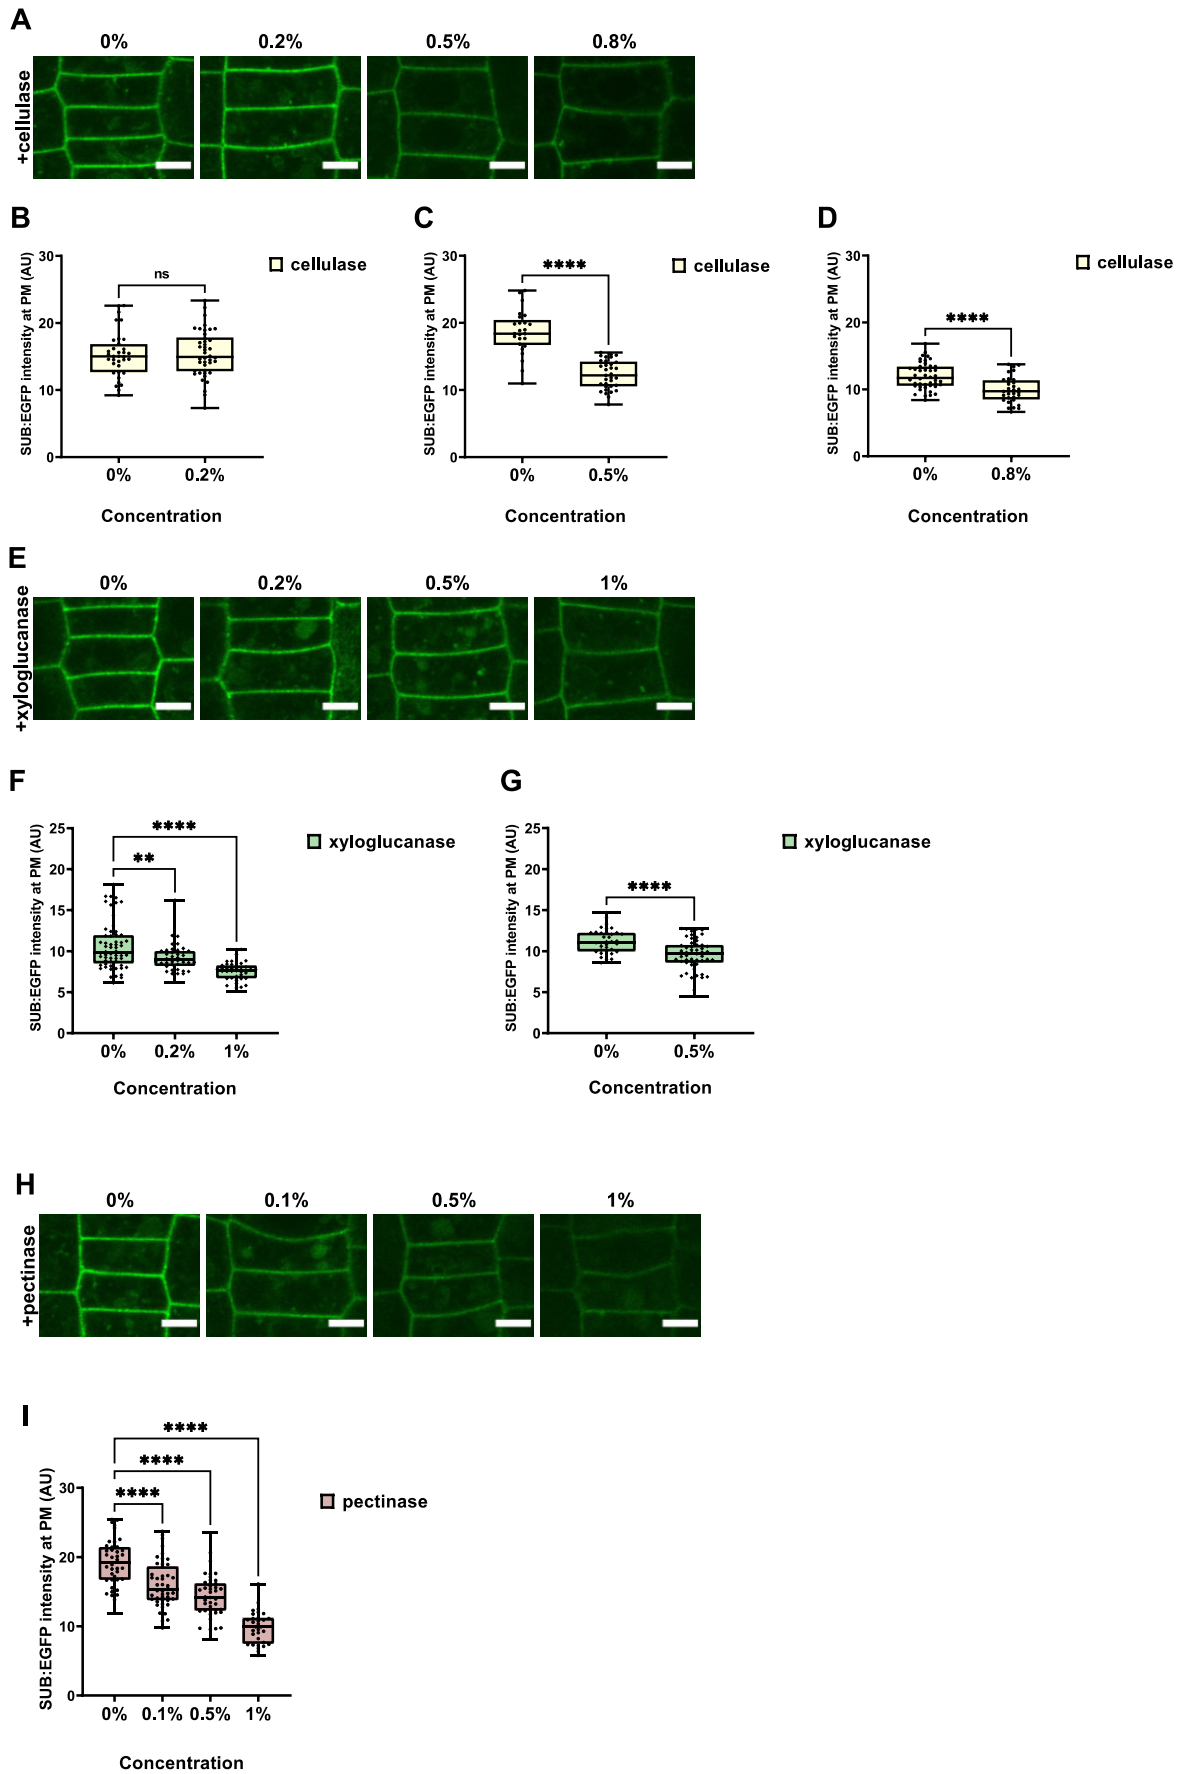 A
0% 0.2% 0.5% 0.8%
+cellulase
B
SUB:EGFP intensity at PM (AU)
30
20
10
0
ns
cellulase
0% 0.2%
Concentration
C
SUB:EGFP intensity at PM (AU)
30
20
10
0
****
cellulase
0% 0.5%
Concentration
D
SUB:EGFP intensity at PM (AU)
30
20
10
0
****
cellulase
0% 0.8%
Concentration
E
0% 0.2% 0.5% 1%
+xyloglucanase
F
SUB:EGFP intensity at PM (AU)
25
20
15
10
5
0
****
**
xyloglucanase
0% 0.2% 1%
Concentration
G
SUB:EGFP intensity at PM (AU)
25
20
15
10
5
0
****
xyloglucanase
0% 0.5%
Concentration
H
0% 0.1% 0.5% 1%
+pectinase
I
SUB:EGFP intensity at PM (AU)
30
20
10
0
****
****
****
pectinase
0% 0.1% 0.5% 1%
Concentration